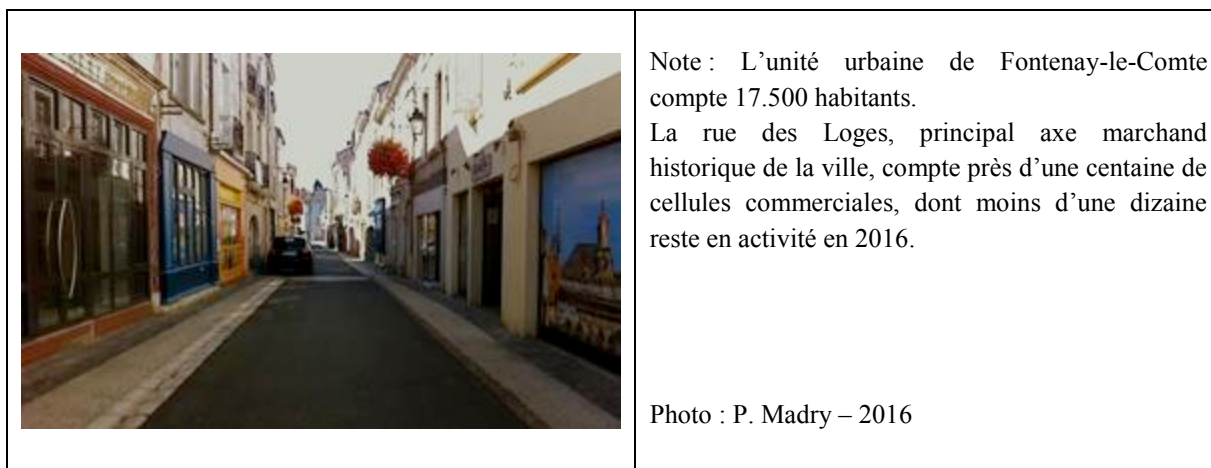 Note : L'unité urbaine de Fontenay-le-Comte
compte 17.500 habitants.
La rue des Loges, principal axe marchand
historique de la ville, compte près d'une centaine de
cellules commerciales, dont moins d'une dizaine
reste en activité en 2016.
Photo : P. Madry – 2016